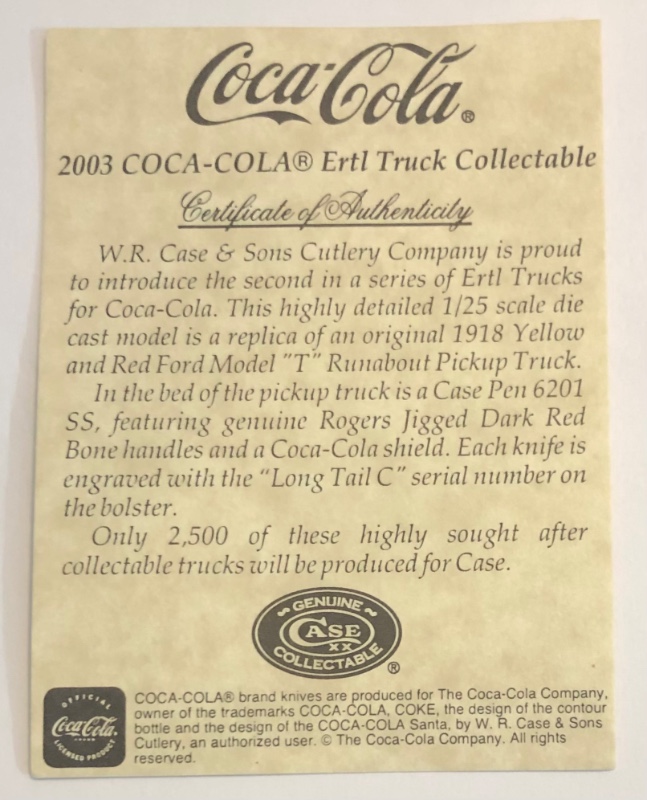 Coca-Cola®
2003 COCA-COLA® Ertl Truck Collectable
Certificate of Authenticity
W.R. Case & Sons Cutlery Company is proud
to introduce the second in a series of Ertl Trucks
for Coca-Cola. This highly detailed 1/25 scale die
cast model is a replica of an original 1918 Yellow
and Red Ford Model "T" Runabout Pickup Truck.
In the bed of the pickup truck is a Case Pen 6201
SS, featuring genuine Rogers Jigged Dark Red
Bone handles and a Coca-Cola shield. Each knife is
engraved with the "Long Tail C" serial number on
the bolster.
Only 2,500 of these highly sought after
collectable trucks will be produced for Case.
GENUINE
CASE
XX
COLLECTABLE
®
OFFICIAL
Coca-Cola
LICENSED PRODUCT
COCA-COLA® brand knives are produced for The Coca-Cola Company,
owner of the trademarks COCA-COLA, COKE, the design of the contour
bottle and the design of the COCA-COLA Santa, by W. R. Case & Sons
Cutlery, an authorized user. © The Coca-Cola Company. All rights
reserved.